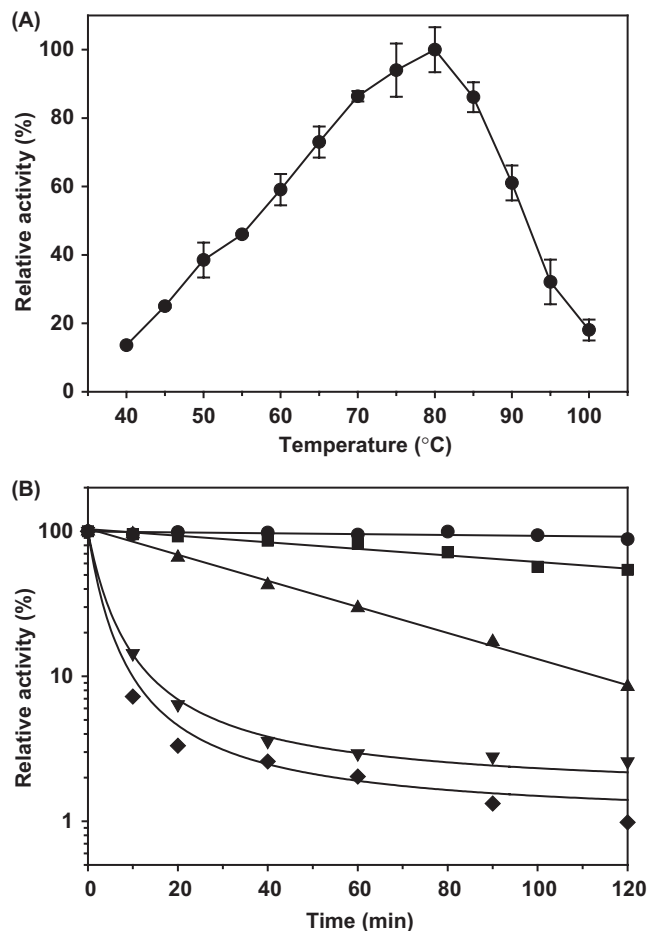 (A)
100
80
60
40
20
0
Relative activity (%)
40 50 60 70 80 90 100
Temperature (°C)
(B)
100
10
1
Relative activity (%)
0 20 40 60 80 100 120
Time (min)